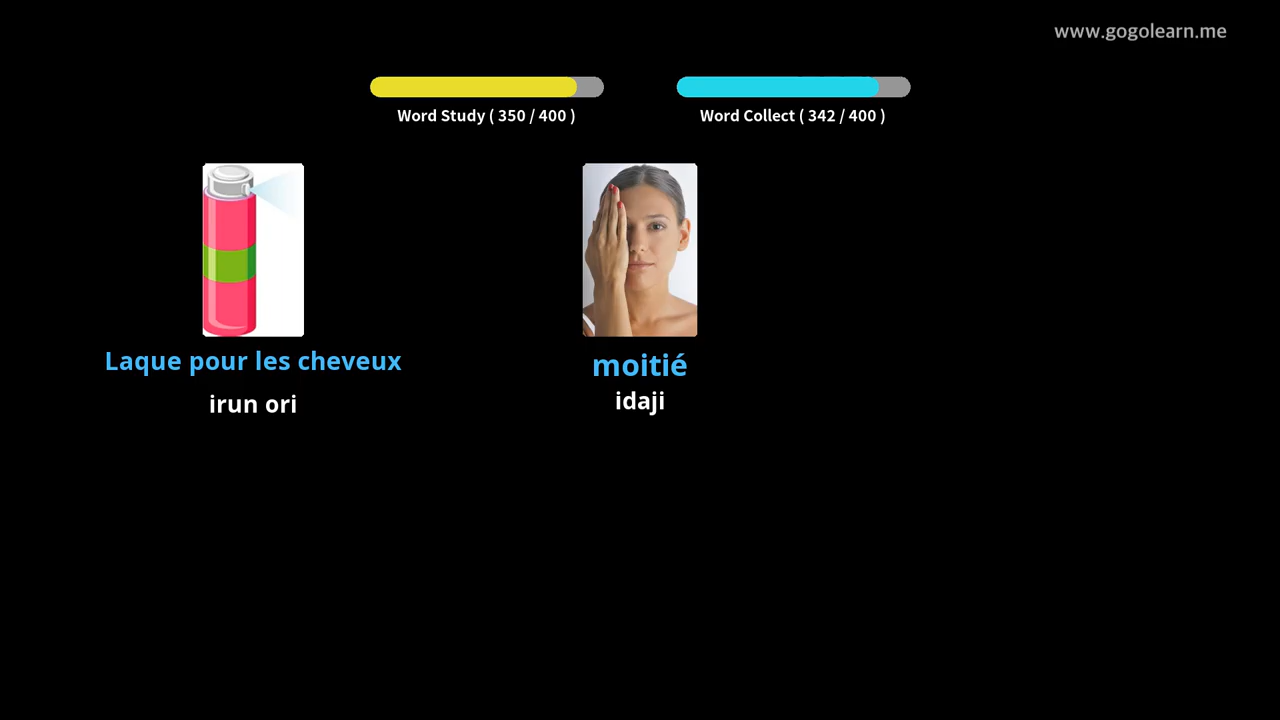 www.gogolearn.me
Word Study ( 350 / 400 )
Word Collect ( 342 / 400 )
Laque pour les cheveux
irun ori
moitié
idaji